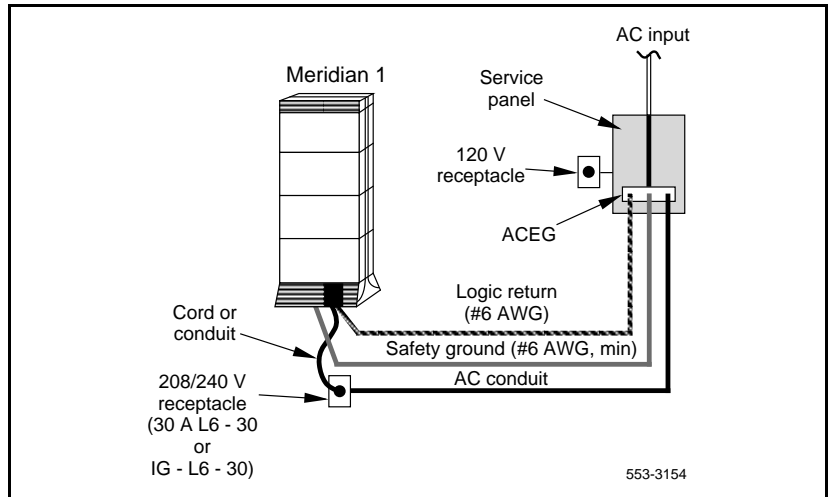 AC input
Meridian 1
Service
panel
120 V
receptacle
ACEG
Logic return
(#6 AWG)
Cord or
conduit
Safety ground (#6 AWG, min)
AC conduit
208/240 V
receptacle
(30 A L6 - 30
or
IG - L6 - 30)
553-3154